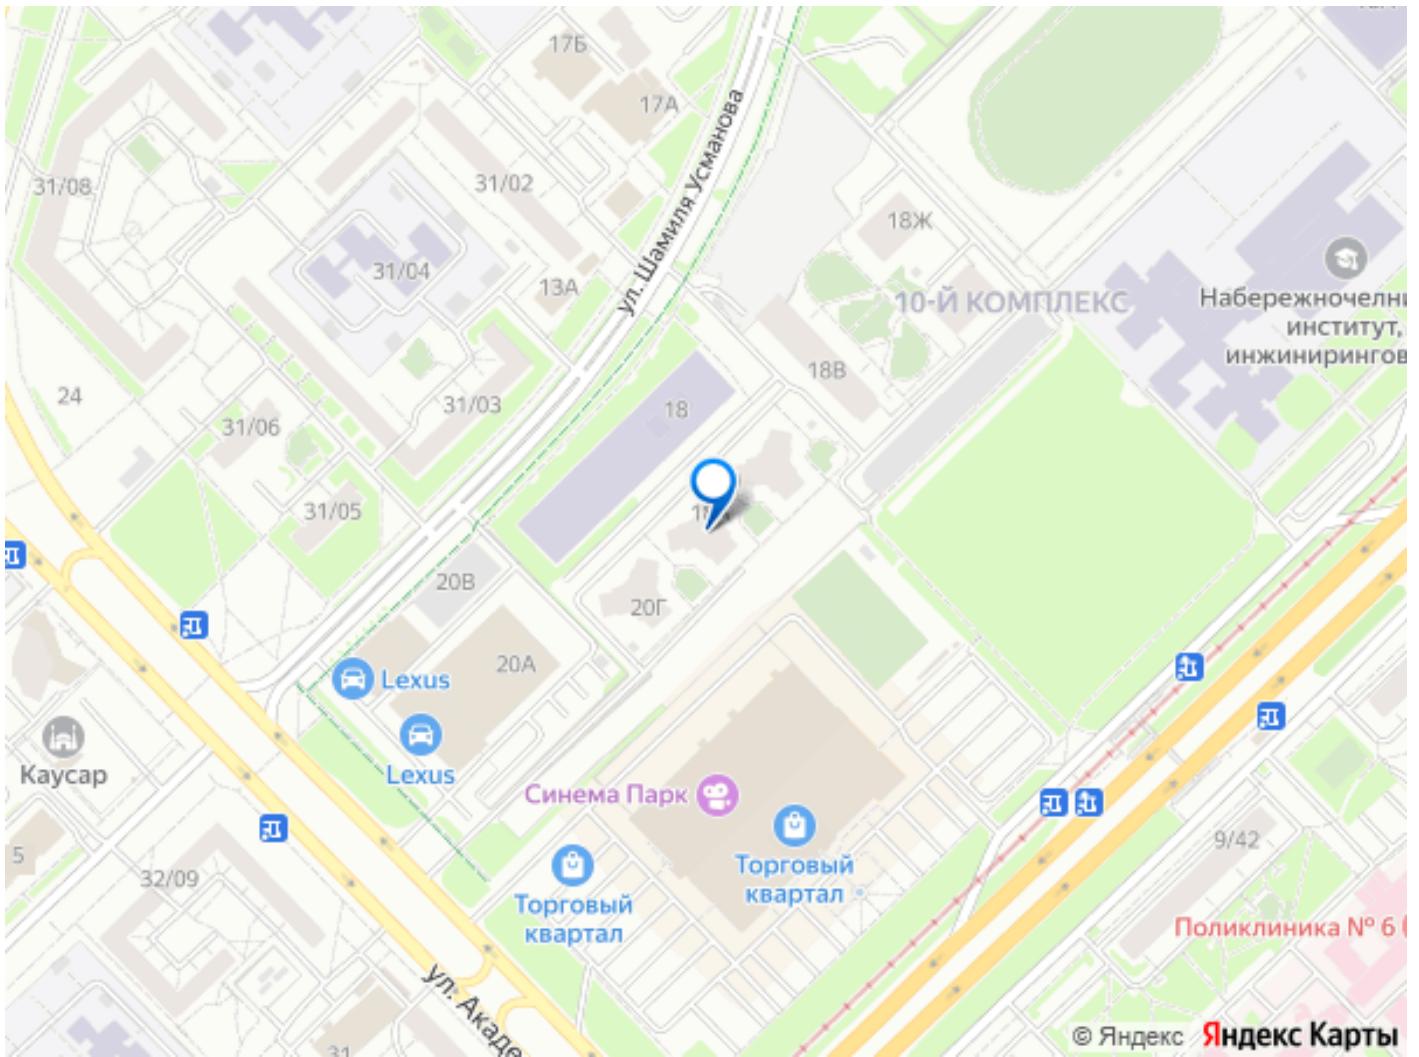 17Б
17А
31/08
31/02
ул. Шамиля Усманова
18Ж
31/04
13А
10-Й КОМПЛЕКС
Набережночелни
институт,
инжинирингов
18В
24
31/03
18
31/06
31/05
20В
20Г
20А
Lexus
Lexus
Каусар
Синема Парк
Торговый
квартал
Торговый
квартал
9/42
5
32/09
Поликлиника № 6
ул. Акаде
31
© Яндекс
Яндекс Карты